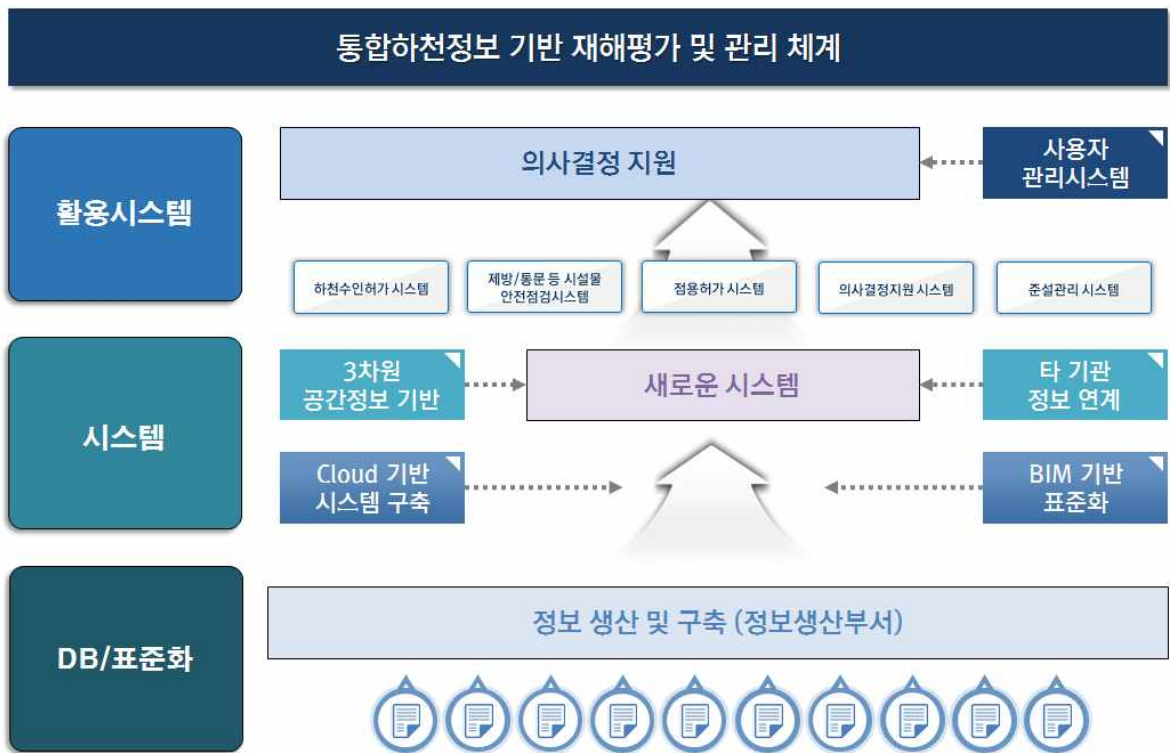 통합하천정보 기반 재해평가 및 관리 체계
활용시스템
의사결정 지원
사용자
관리시스템
하천수인허가 시스템
제방/통문 등 시설물
안전점검시스템
점용허가 시스템
의사결정지원 시스템
준설관리 시스템
시스템
3차원
공간정보 기반
새로운 시스템
타 기관
정보 연계
Cloud 기반
시스템 구축
BIM 기반
표준화
DB/표준화
정보 생산 및 구축 (정보생산부서)